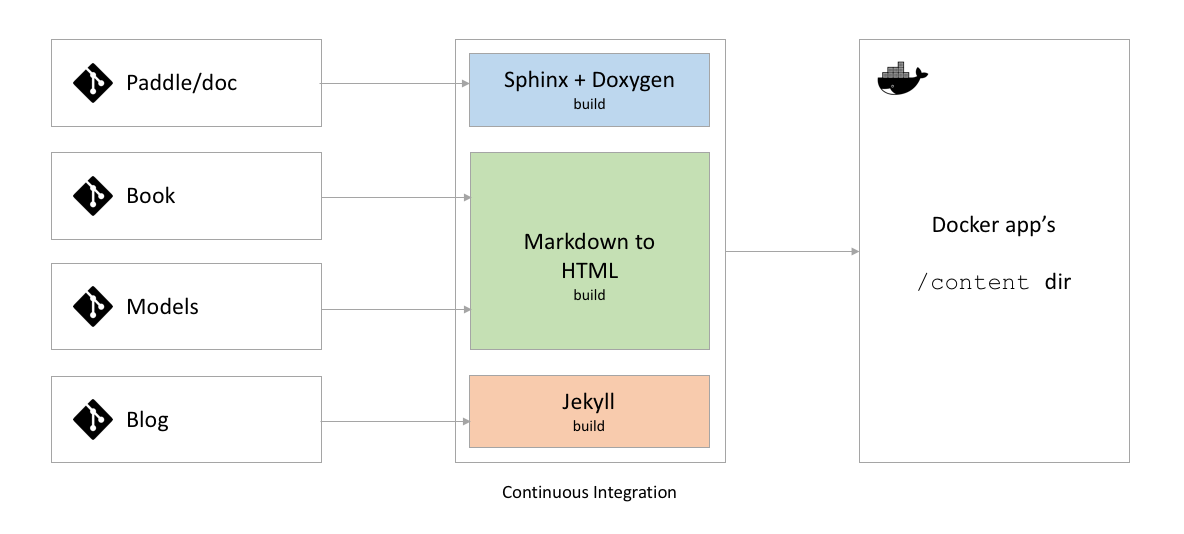 Paddle/doc
Book
Models
Blog
Sphinx + Doxygen
build
Markdown to
HTML
build
Jekyll
build
Continuous Integration
Docker app’s
/content dir